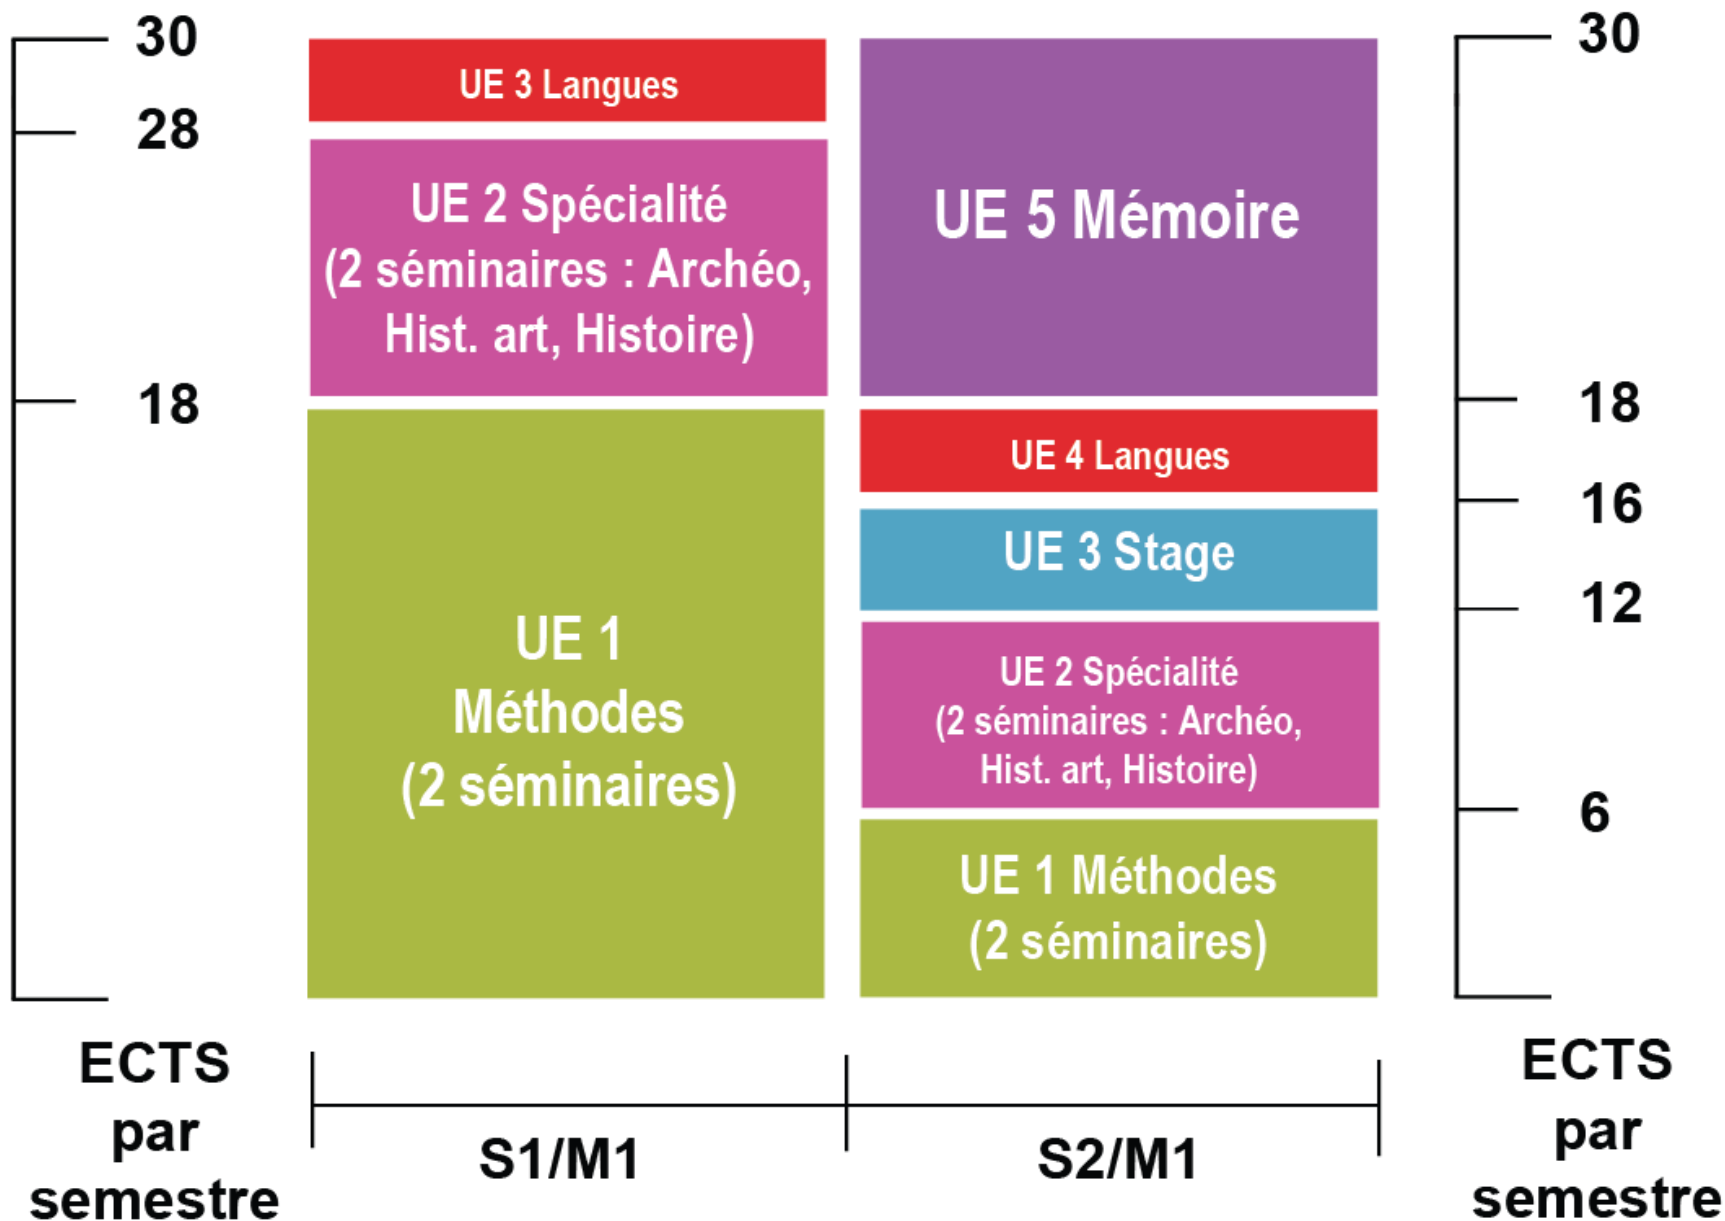 30
28
18
ECTS
par
semestre
UE 3 Langues
UE 2 Spécialité
(2 séminaires : Archéo,
Hist. art, Histoire)
UE 1
Méthodes
(2 séminaires)
S1/M1
UE 5 Mémoire
UE 4 Langues
UE 3 Stage
UE 2 Spécialité
(2 séminaires : Archéo,
Hist. art, Histoire)
UE 1 Méthodes
(2 séminaires)
S2/M1
30
18
16
12
6
ECTS
par
semestre